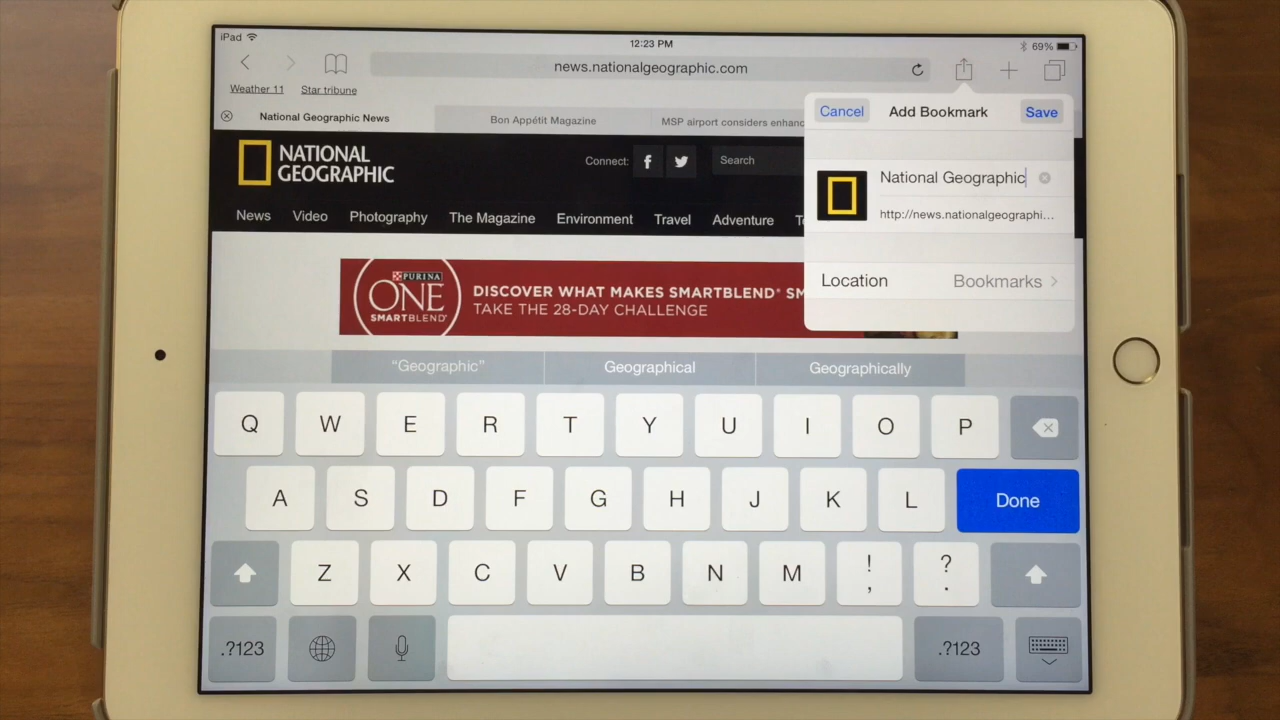 iPad
12:23 PM
69%
news.nationalgeographic.com
Weather 11
Star tribune
National Geographic News
Bon Appétit Magazine
MSP airport considers enhanc
Cancel
Add Bookmark
Save
National Geographic
http://news.nationalgeographi...
Location
Bookmarks
NATIONAL
GEOGRAPHIC
Connect:
f
Search
News
Video
Photography
The Magazine
Environment
Travel
Adventure
PURINA
ONE
SMARTBLEND®
DISCOVER WHAT MAKES SMARTBLEND® SM
TAKE THE 28-DAY CHALLENGE
“Geographic”
Geographical
Geographically
Q W E R T Y U I O P
A S D F G H J K L Done
Z X C V B N M ! , ? .
.?123
.?123